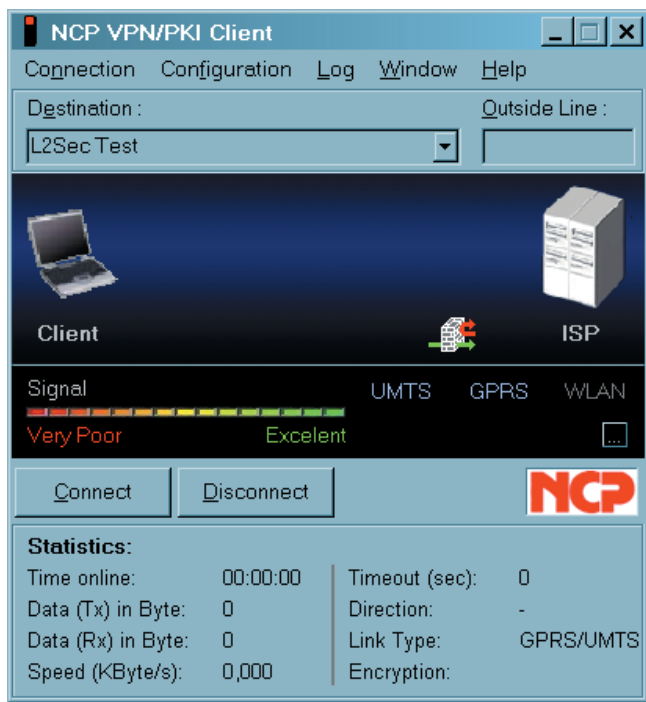 NCP VPN/PKI Client
Connection Configuration Log Window Help
Destination : Outside Line :
L2Sec Test
Client ISP
Signal UMTS GPRS WLAN
Very Poor Excelent ...
Connect Disconnect NCP
Statistics:
Time online: 00:00:00 Timeout (sec): 0
Data (Tx) in Byte: 0 Direction: -
Data (Rx) in Byte: 0 Link Type: GPRS/UMTS
Speed (KByte/s): 0,000 Encryption: